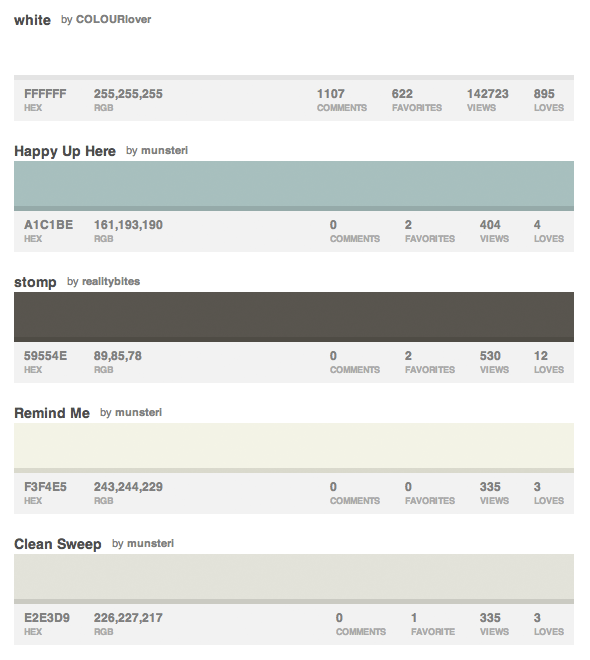 white by COLOURlover
FFFFFF 255,255,255 1107 622 142723 895
HEX RGB COMMENTS FAVORITES VIEWS LOVES
Happy Up Here by munsteri
A1C1BE 161,193,190 0 2 404 4
HEX RGB COMMENTS FAVORITES VIEWS LOVES
stomp by realitybites
59554E 89,85,78 0 2 530 12
HEX RGB COMMENTS FAVORITES VIEWS LOVES
Remind Me by munsteri
F3F4E5 243,244,229 0 0 335 3
HEX RGB COMMENTS FAVORITES VIEWS LOVES
Clean Sweep by munsteri
E2E3D9 226,227,217 0 1 335 3
HEX RGB COMMENTS FAVORITE VIEWS LOVES